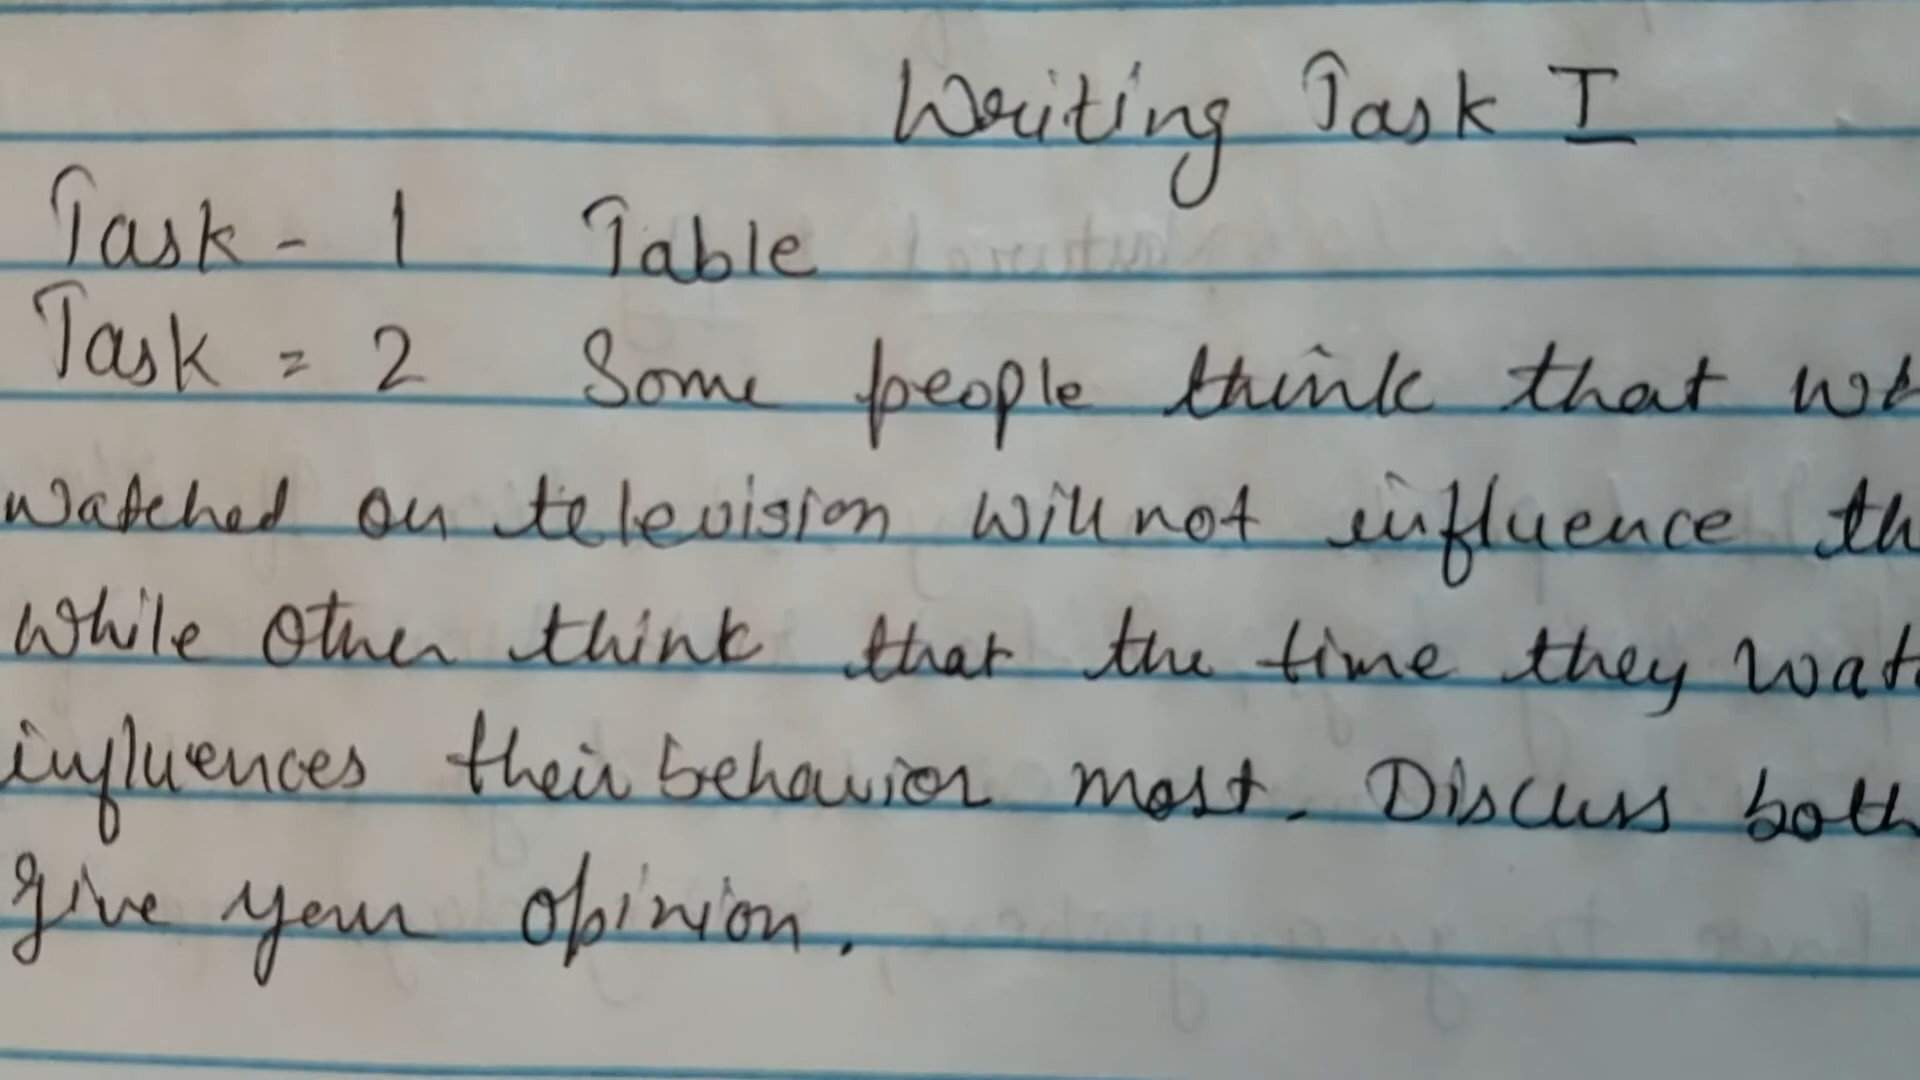 Writing Task I
Task - 1 Table
Task = 2 Some people think that
watched on television will not influence
while other think that the time they
influences their behavior most. Discuss both
give your opinion.